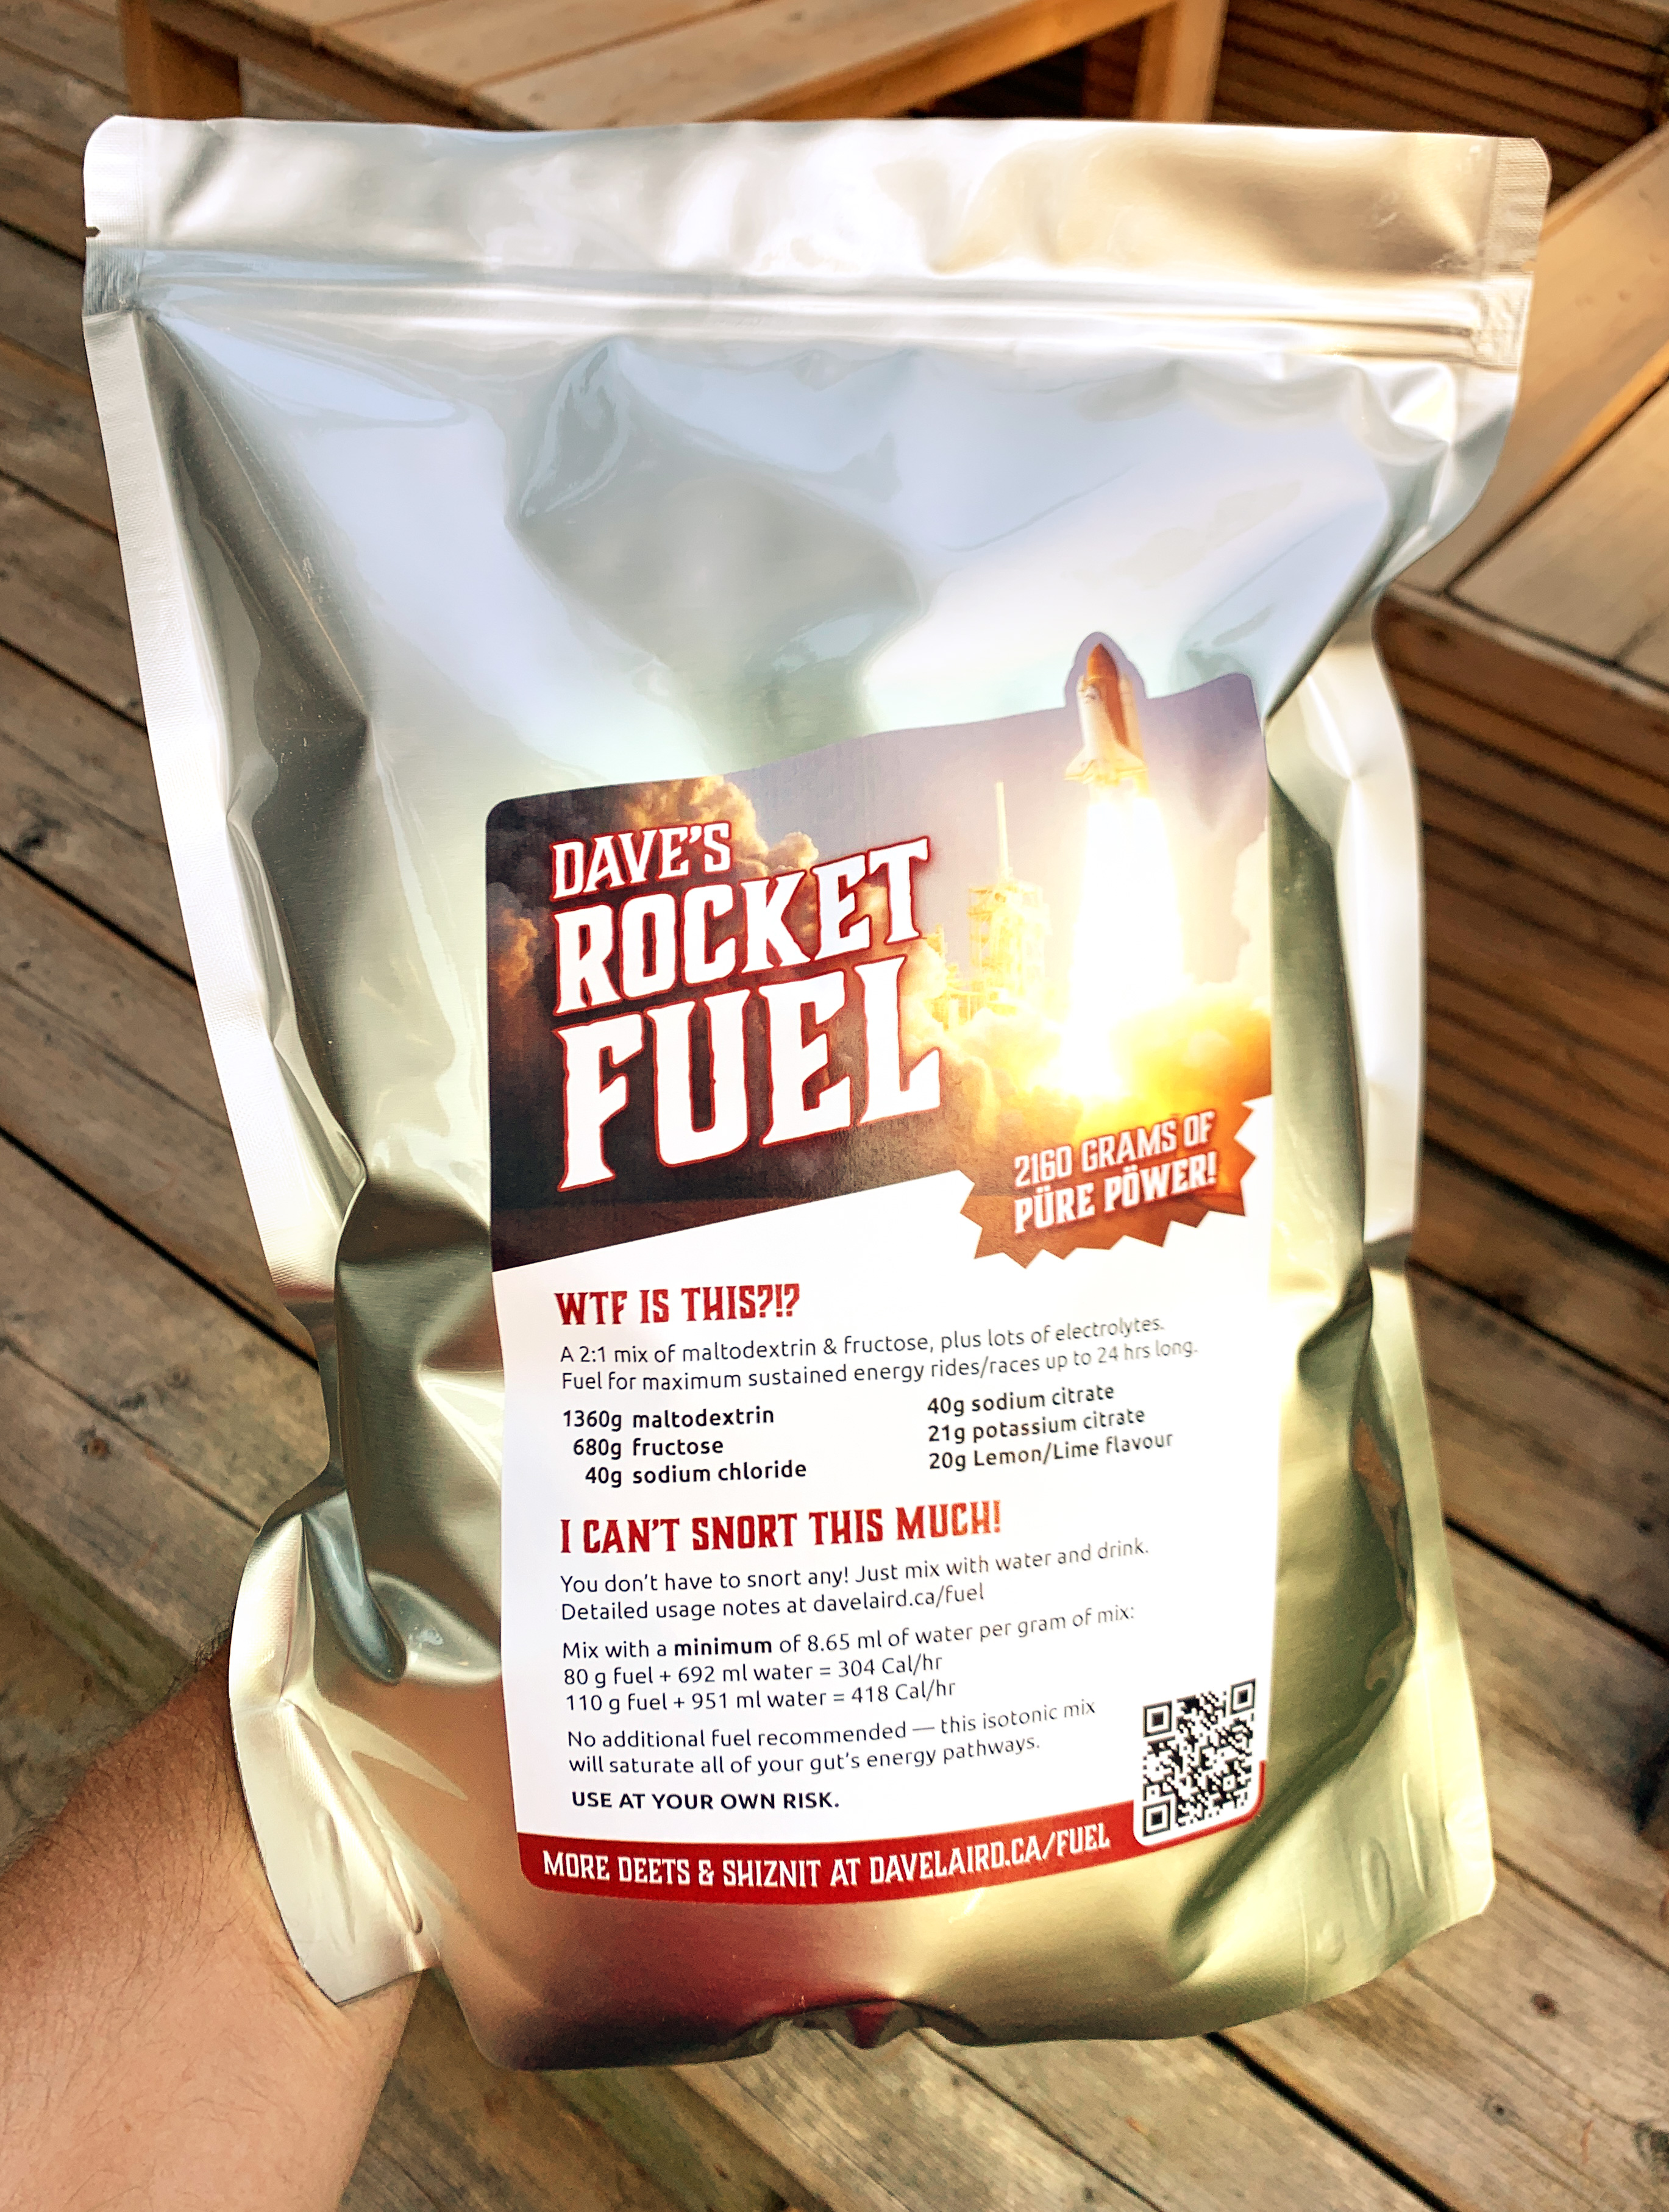 DAVE'S
ROCKET
FUEL
2160 GRAMS OF
PÜRE PÖWER!
WTF IS THIS?!?
A 2:1 mix of maltodextrin & fructose, plus lots of electrolytes.
Fuel for maximum sustained energy rides/races up to 24 hrs long.
1360g maltodextrin
680g fructose
40g sodium chloride
40g sodium citrate
21g potassium citrate
20g Lemon/Lime flavour
I CAN'T SNORT THIS MUCH!
You don't have to snort any! Just mix with water and drink.
Detailed usage notes at davelaird.ca/fuel
Mix with a minimum of 8.65 ml of water per gram of mix:
80 g fuel + 692 ml water = 304 Cal/hr
110 g fuel + 951 ml water = 418 Cal/hr
No additional fuel recommended — this isotonic mix
will saturate all of your gut's energy pathways.
USE AT YOUR OWN RISK.
MORE DEETS & SHIZNIT AT DAVELAIRD.CA/FUEL